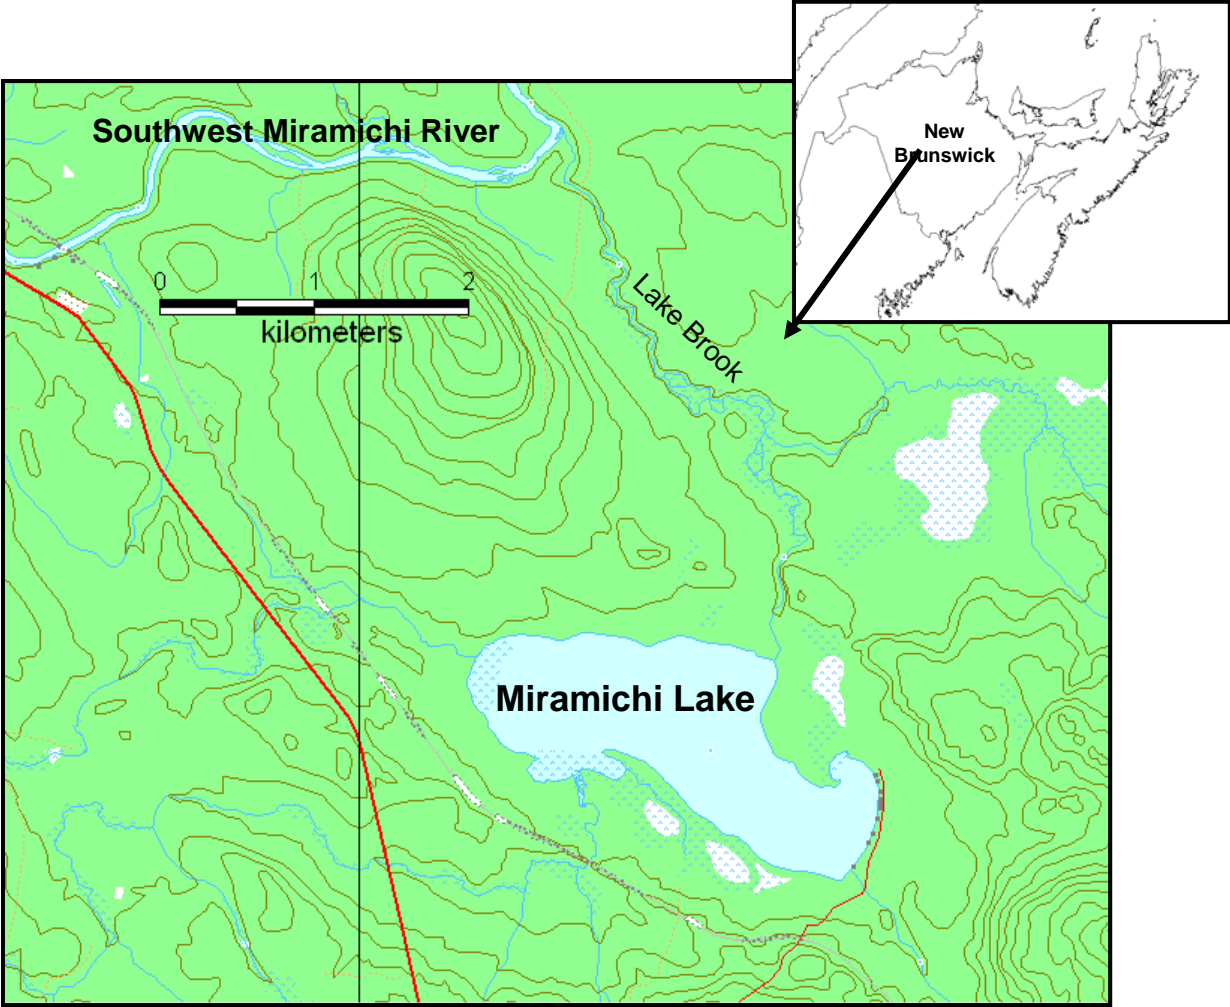 New
Brunswick
Southwest Miramichi River
0 1 2
kilometers
Lake Brook
Miramichi Lake